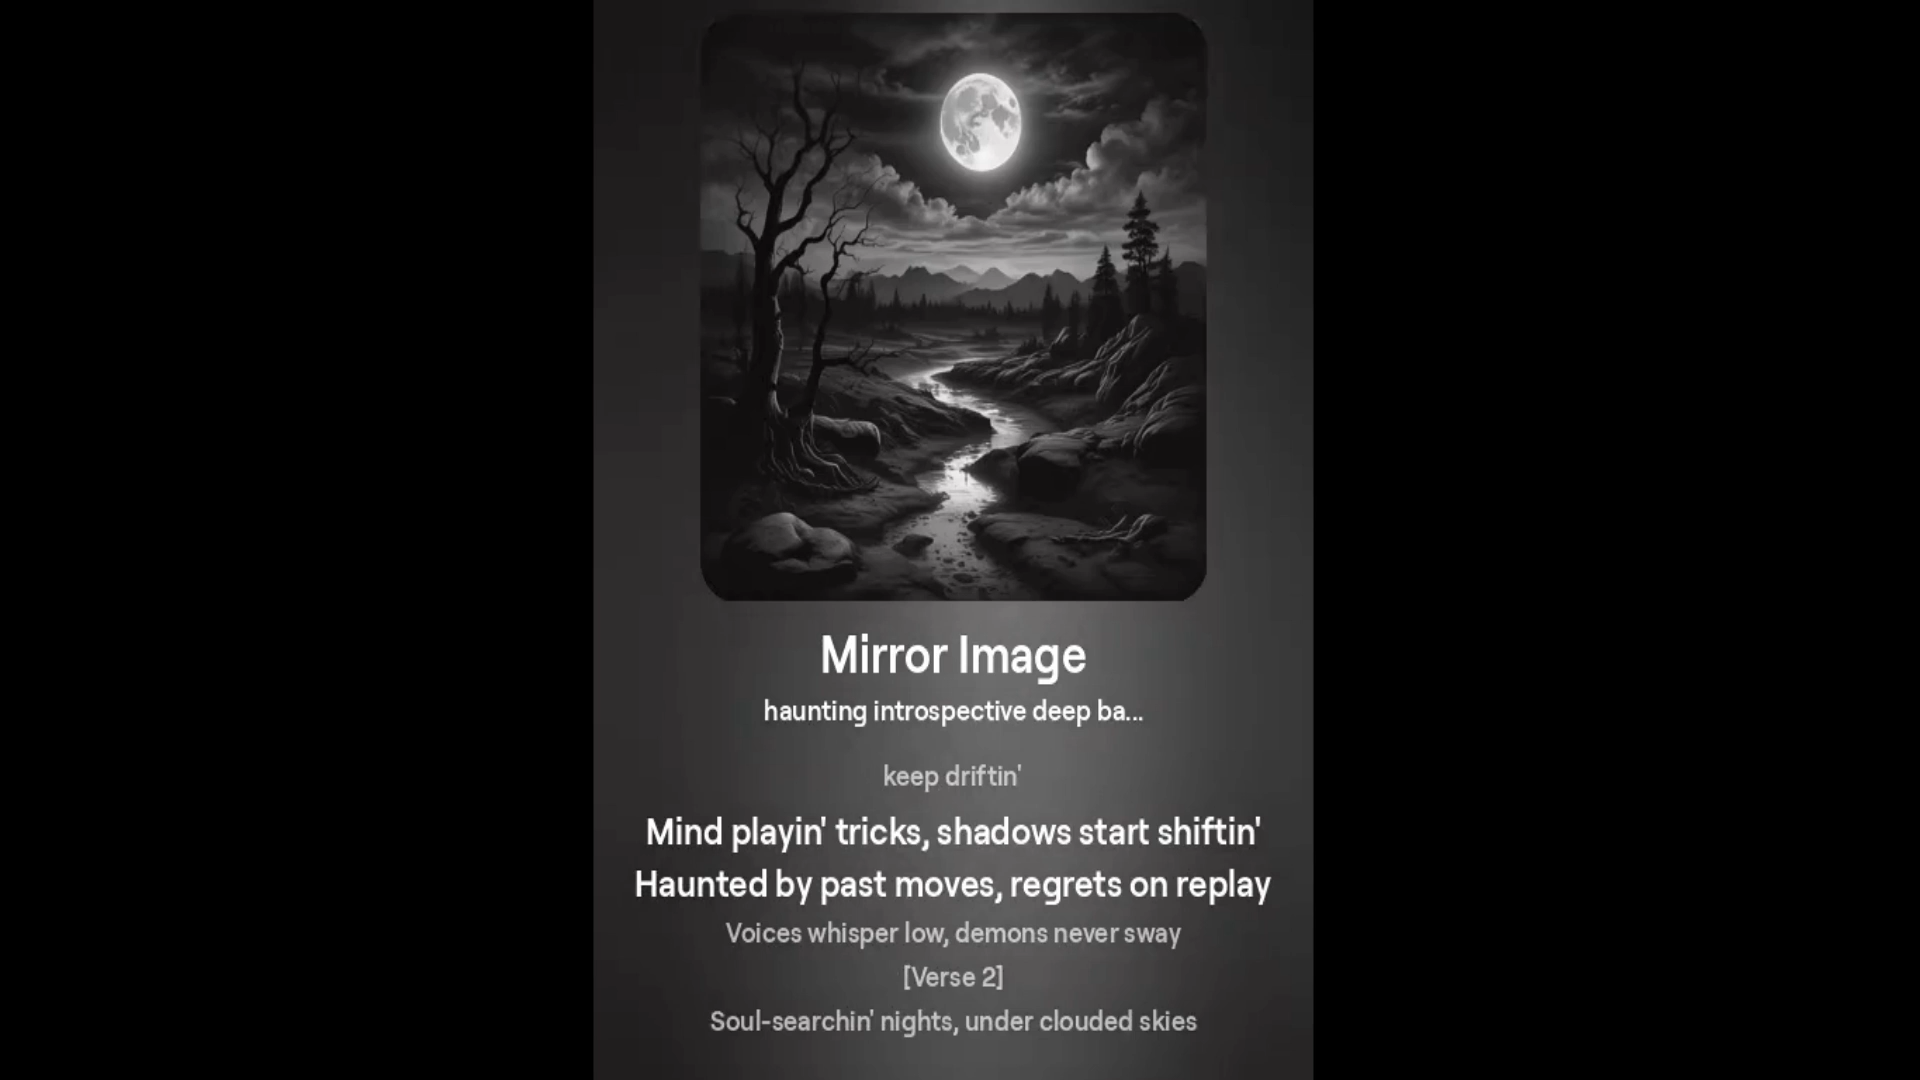 Mirror Image
haunting introspective deep ba...
keep driftin'
Mind playin' tricks, shadows start shiftin'
Haunted by past moves, regrets on replay
Voices whisper low, demons never sway
[Verse 2]
Soul-searchin' nights, under clouded skies